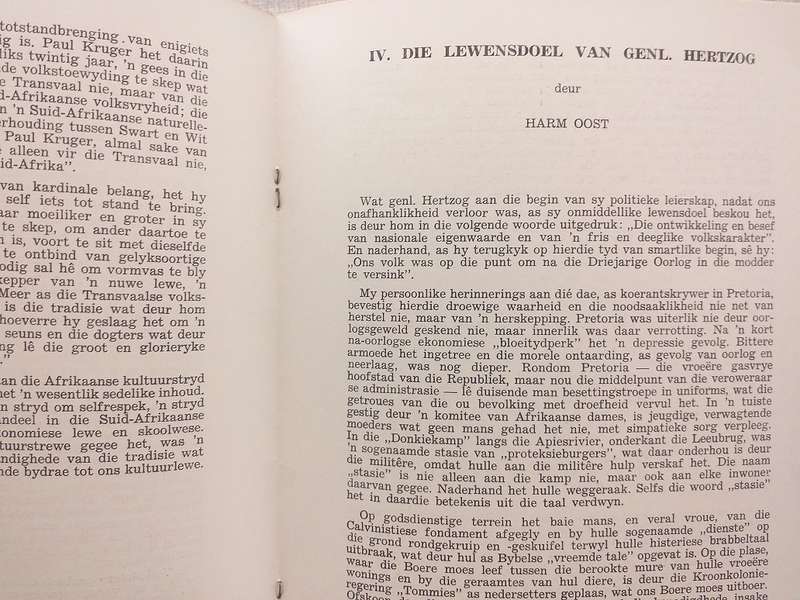 totstandbrenging van enigiets
ig is. Paul Kruger het daarin
liks twintig jaar, 'n gees in die
de volkstoewyding te skep wat
e Transvaal nie, maar van die
d-Afrikaanse volksvryheid; die
n 'n Suid-Afrikaanse naturelle-
erhouding tussen Swart en Wit
Paul Kruger, almal sake van
e alleen vir die Transvaal nie,
uid-Afrika”.
van kardinale belang, het hy
self iets tot stand te bring.
aar moeiliker en groter in sy
te skep, om ander daartoe te
n is, voort te sit met dieselfde
te ontbind van gelyksoortige
odig sal hê om vormvas te bly
kepper van 'n nuwe lewe, 'n
Meer as die Transvaalse volks-
is die tradisie wat deur hom
hoeverre hy geslaag het om 'n
seuns en die dogters wat deur
ng lê die groot en glorieryke
”
an die Afrikaanse kultuurstryd
het 'n wesentlik sedelike inhoud.
n stryd om selfrespek, 'n stryd
andeel in die Suid-Afrikaanse
onomiese lewe en skoolwese.
tuurstrewe gegee het, was 'n
ndighede van die tradisie wat
nde bydrae tot ons kultuurlewe.
IV. DIE LEWENSDOEL VAN GENL. HERTZOG
deur
HARM OOST
Wat genl. Hertzog aan die begin van sy politieke leierskap, nadat ons
onafhanklikheid verloor was, as sy onmiddellike lewensdoel beskou het,
is deur hom in die volgende woorde uitgedruk: „Die ontwikkeling en besef
van nasionale eigenwaarde en van 'n fris en deeglike volkskarakter”.
En naderhand, as hy terugkyk op hierdie tyd van smartlike begin, sê hy:
„Ons volk was op die punt om na die Driejarige Oorlog in die modder
te versink”.
My persoonlike herinnerings aan dié dae, as koerantskrywer in Pretoria,
bevestig hierdie droewige waarheid en die noodsaaklikheid nie net van
herstel nie, maar van 'n herskepping. Pretoria was uiterlik nie deur oor-
logsgeweld geskend nie, maar innerlik was daar verrotting. Na 'n kort
na-oorlogse ekonomiese „bloeitydperk” het 'n depressie gevolg. Bittere
armoede het ingetree en die morele ontaarding, as gevolg van oorlog en
neerlaag, was nog dieper. Rondom Pretoria — die vroeëre gasvrye
hoofstad van die Republiek, maar nou die middelpunt van die veroweraar
se administrasie — lê duisende man besettingstroepe in uniforms, wat die
getroues van die ou bevolking met droefheid vervul het. In 'n tuiste
gestig deur 'n komitee van Afrikaanse dames, is jeugdige, verwagtende
moeders wat geen mans gehad het nie, met simpatieke sorg verpleeg.
In die „Donkiekamp” langs die Apiesrivier, onderkant die Leeubrug, was
'n sogenaamde stasie van „proteksieburgers”, wat daar onderhou is deur
die militêre, omdat hulle aan die militêre hulp verskaf het. Die naam
„stasie” is nie alleen aan die kamp nie, maar ook aan elke inwoner
daarvan gegee. Naderhand het hulle weggeraak. Selfs die woord „stasie”
het in daardie betekenis uit die taal verdwyn.
Op godsdienstige terrein het baie mans, en veral vroue, van die
Calvinistiese fondament afgegly en by hulle sogenaamde „dienste” op
die grond rondgekruip en -geskuifel terwyl hulle histeriese brabbeltaal
uitbraak, wat deur hul as Bybelse „vreemde tale” opgevat is. Op die plase,
waar die Boere moes leef tussen die berookte mure van hulle vroeëre
wonings en by die geraamtes van hul diere, is deur die Kroonkolonie-
regering „Tommies” as nedersetters geplaas, wat ons Boere moes uitboer.